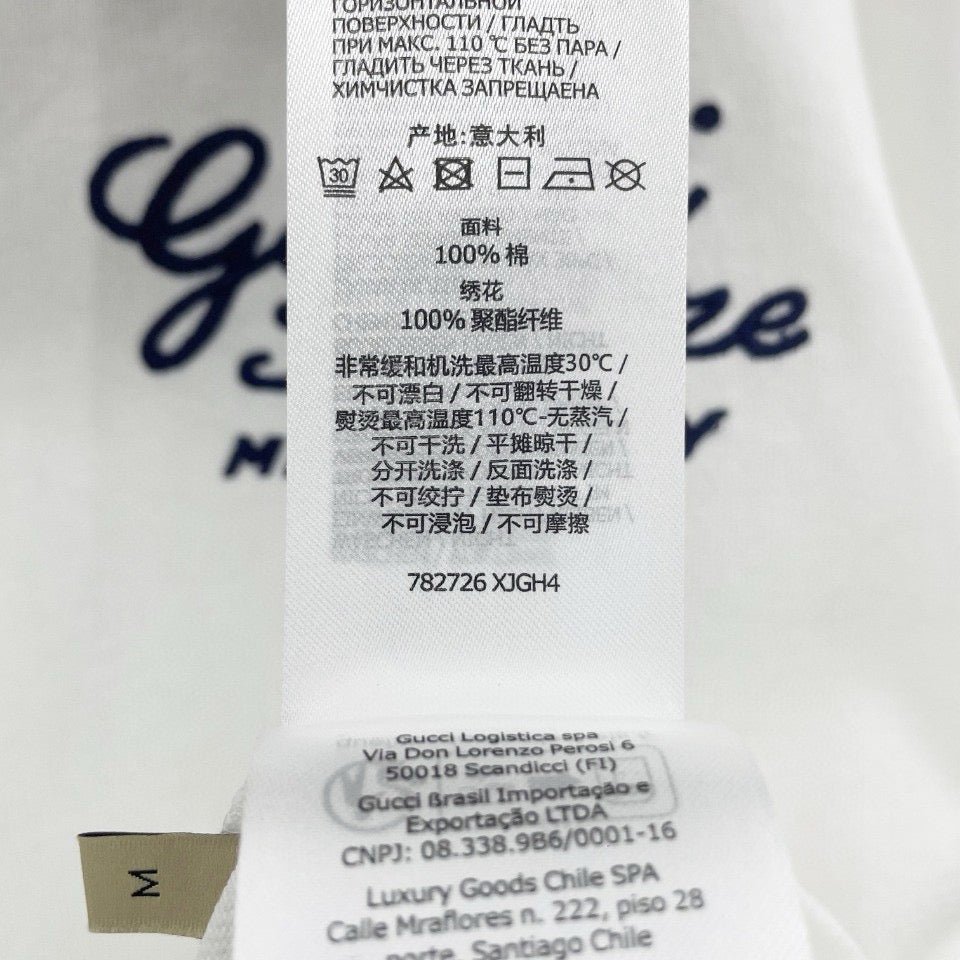 ГОРИЗОНТАЛЬНОЙ
ПОВЕРХНОСТИ / ГЛАДТЬ
ПРИ МАКС. 110 °C БЕЗ ПАРА /
ГЛАДИТЬ ЧЕРЕЗ ТКАНЬ /
ХИМЧИСТКА ЗАПРЕЩАЕНА
产地:意大利
30
面料
100% 棉
绣花
100% 聚酯纤维
非常缓和机洗最高温度30℃ /
不可漂白 / 不可翻转干燥 /
熨烫最高温度110℃-无蒸汽 /
不可干洗 / 平摊晾干 /
分开洗涤 / 反面洗涤 /
不可绞拧 / 垫布熨烫 /
不可浸泡 / 不可摩擦
782726 XJGH4
Gucci Logistica spa
Via Don Lorenzo Perosi 6
50018 Scandicci (FI)
Gucci Brasil Importação e
Exportação LTDA
CNPJ: 08.338.9B6/0001-16
Luxury Goods Chile SPA
Calle Mraflores n. 222, piso 28
norte, Santiago Chile
M